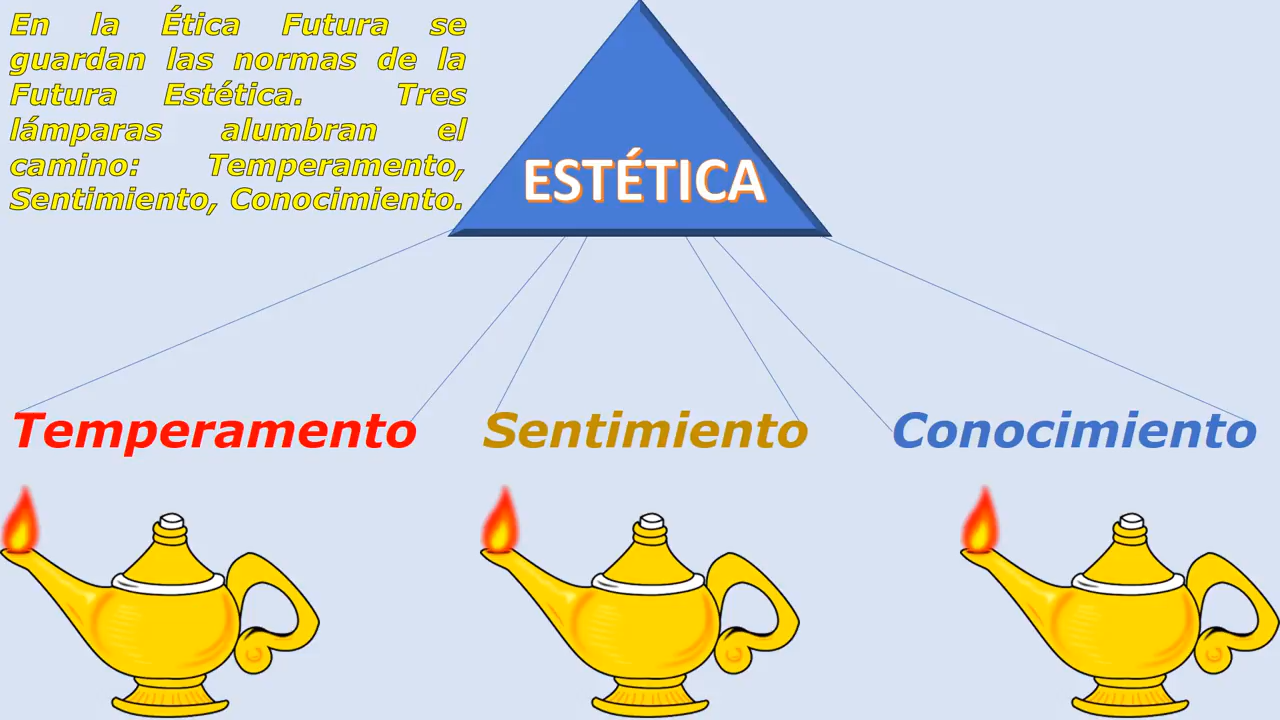 En la Ética Futura se
guardan las normas de la
Futura Estética. Tres
lámparas alumbran el
camino: Temperamento,
Sentimiento, Conocimiento.
ESTÉTICA
Temperamento
Sentimiento
Conocimiento